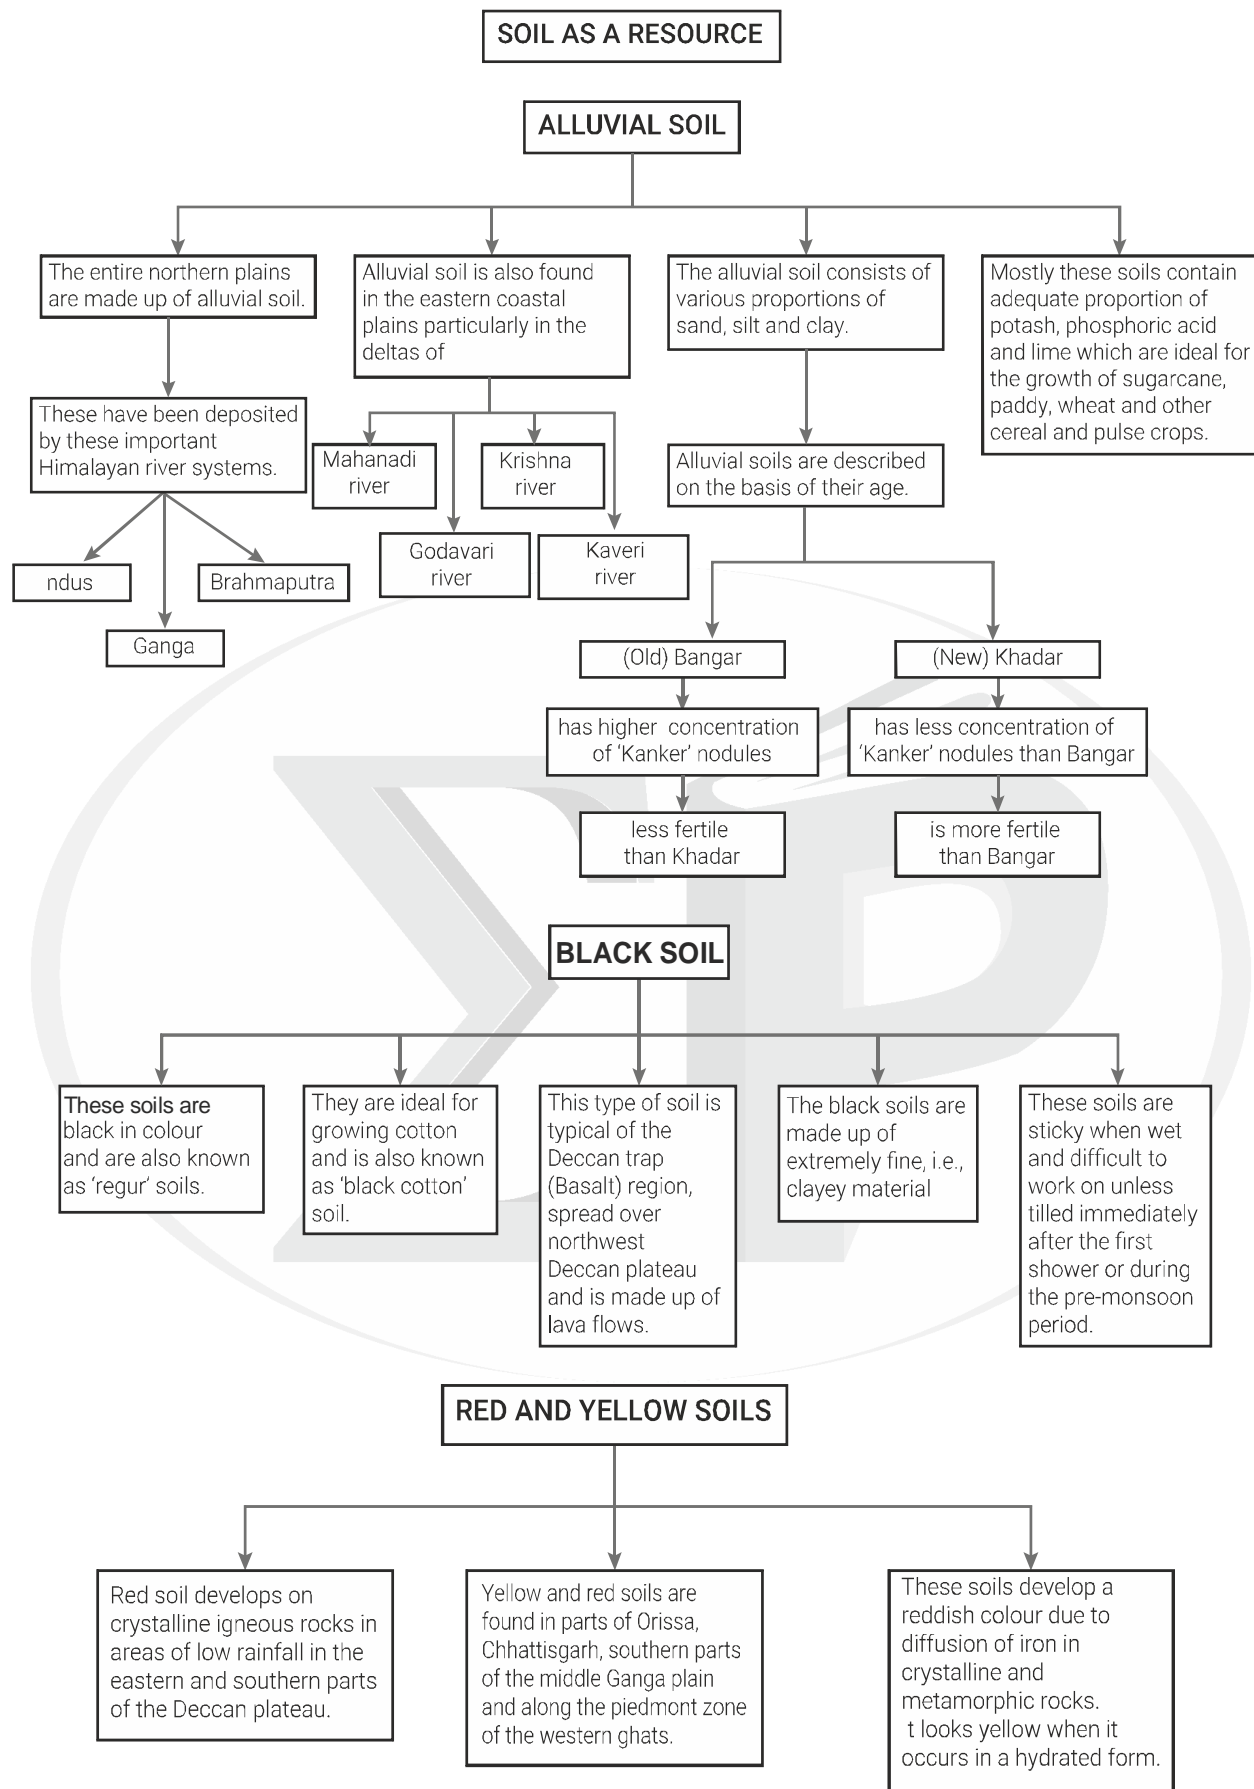 SOIL AS A RESOURCE
ALLUVIAL SOIL
The entire northern plains
are made up of alluvial soil.
Alluvial soil is also found
in the eastern coastal
plains particularly in the
deltas of
The alluvial soil consists of
various proportions of
sand, silt and clay.
Mostly these soils contain
adequate proportion of
potash, phosphoric acid
and lime which are ideal for
the growth of sugarcane,
paddy, wheat and other
cereal and pulse crops.
These have been deposited
by these important
Himalayan river systems.
Mahanadi
river
Krishna
river
Alluvial soils are described
on the basis of their age.
Godavari
river
Kaveri
river
ndus
Brahmaputra
Ganga
(Old) Bangar
(New) Khadar
has higher concentration
of ‘Kanker’ nodules
has less concentration of
‘Kanker’ nodules than Bangar
less fertile
than Khadar
is more fertile
than Bangar
BLACK SOIL
These soils are
black in colour
and are also known
as ‘regur’ soils.
They are ideal for
growing cotton
and is also known
as ‘black cotton’
soil.
This type of soil is
typical of the
Deccan trap
(Basalt) region,
spread over
northwest
Deccan plateau
and is made up of
lava flows.
The black soils are
made up of
extremely fine, i.e.,
clayey material
These soils are
sticky when wet
and difficult to
work on unless
tilled immediately
after the first
shower or during
the pre-monsoon
period.
RED AND YELLOW SOILS
Red soil develops on
crystalline igneous rocks in
areas of low rainfall in the
eastern and southern parts
of the Deccan plateau.
Yellow and red soils are
found in parts of Orissa,
Chhattisgarh, southern parts
of the middle Ganga plain
and along the piedmont zone
of the western ghats.
These soils develop a
reddish colour due to
diffusion of iron in
crystalline and
metamorphic rocks.
t looks yellow when it
occurs in a hydrated form.